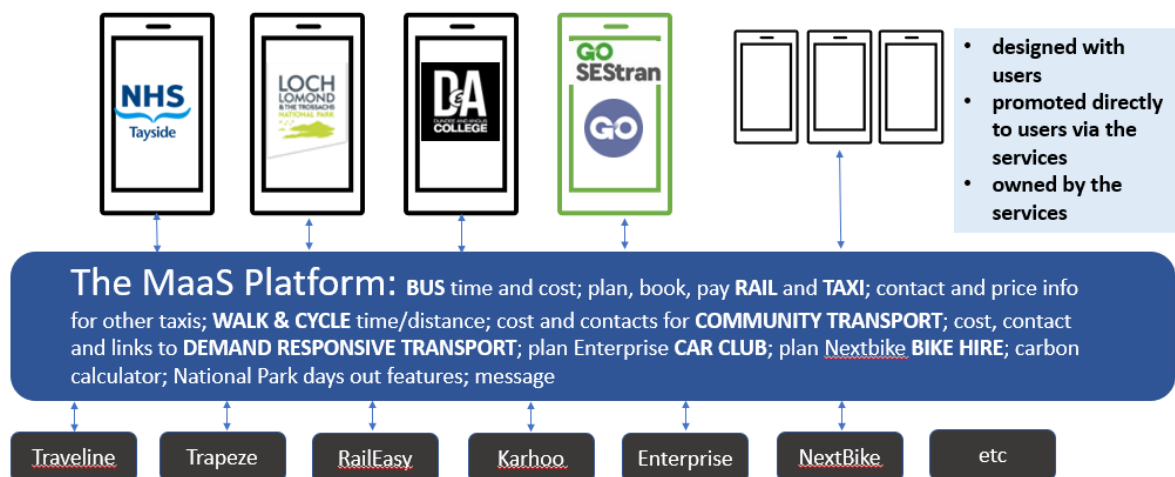 NHS
Tayside
LOCH
LOMOND
& THE TROSSACHS
NATIONAL PARK
D&A
DUNDEE AND ANGUS
COLLEGE
GO
SEStran
GO
• designed with
users
• promoted directly
to users via the
services
• owned by the
services
The MaaS Platform: BUS time and cost; plan, book, pay RAIL and TAXI; contact and price info
for other taxis; WALK & CYCLE time/distance; cost and contacts for COMMUNITY TRANSPORT; cost, contact
and links to DEMAND RESPONSIVE TRANSPORT; plan Enterprise CAR CLUB; plan Nextbike BIKE HIRE; carbon
calculator; National Park days out features; message
Traveline
Trapeze
RailEasy
Karhoo
Enterprise
NextBike
etc